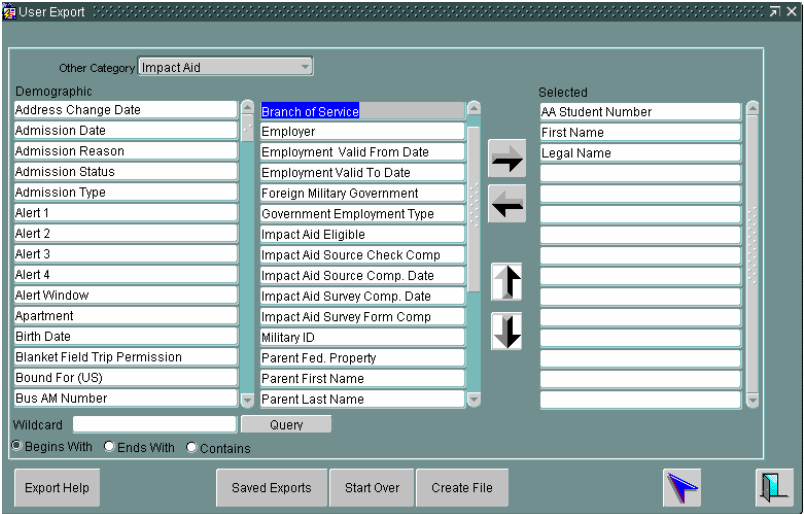 User Export
Other Category Impact Aid
Demographic
Address Change Date
Admission Date
Admission Reason
Admission Status
Admission Type
Alert 1
Alert 2
Alert 3
Alert 4
Alert Window
Apartment
Birth Date
Blanket Field Trip Permission
Bound For (US)
Bus AM Number
Branch of Service
Employer
Employment Valid From Date
Employment Valid To Date
Foreign Military Government
Government Employment Type
Impact Aid Eligible
Impact Aid Source Check Comp
Impact Aid Source Comp. Date
Impact Aid Survey Comp. Date
Impact Aid Survey Form Comp
Military ID
Parent Fed. Property
Parent First Name
Parent Last Name
Selected
AA Student Number
First Name
Legal Name
Wildcard Query
Begins With Ends With Contains
Export Help Saved Exports Start Over Create File